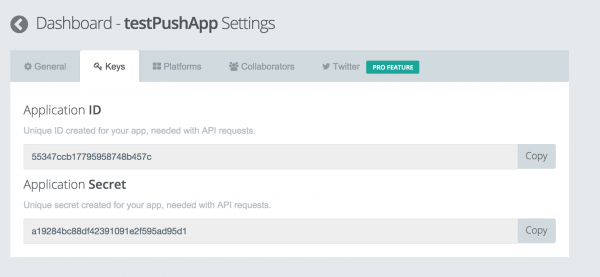 Dashboard - testPushApp Settings
General Keys Platforms Collaborators Twitter PRO FEATURE
Application ID
Unique ID created for your app, needed with API requests.
55347ccb17795958748b457c Copy
Application Secret
Unique secret created for your app, needed with API requests.
a19284bc88df42391091e2f595ad95d1 Copy